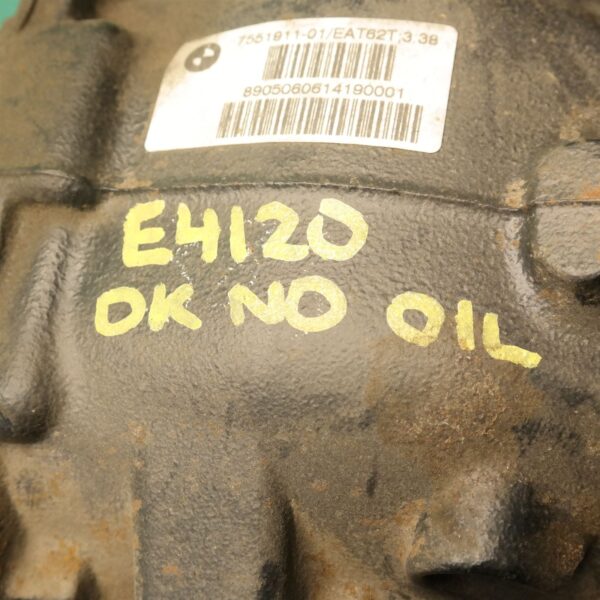 7551911-01/EAT62T;3.38
8905060614190001
E4120
OK NO OIL